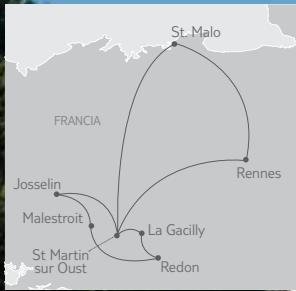 St. Malo
FRANCIA
Rennes
Josselin
Malestroit
La Gacilly
St Martin
sur Oust
Redon